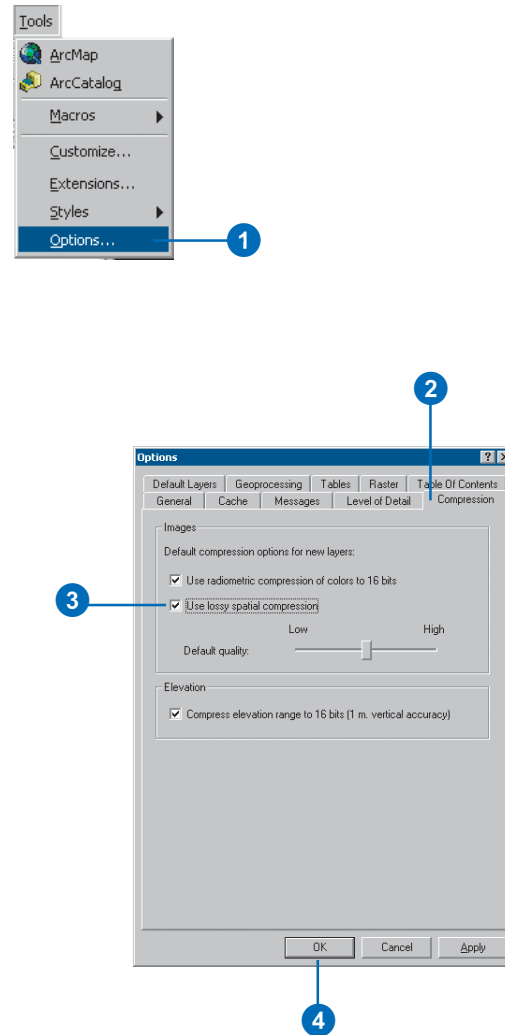 Tools
ArcMap
ArcCatalog
Macros
Customize...
Extensions...
Styles
Options...
1
2
Options
Default Layers Geoprocessing Tables Raster Table Of Contents
General Cache Messages Level of Detail Compression
Images
Default compression options for new layers:
Use radiometric compression of colors to 16 bits
3
Use lossy spatial compression
Low High
Default quality:
Elevation
Compress elevation range to 16 bits (1 m. vertical accuracy)
OK Cancel Apply
4